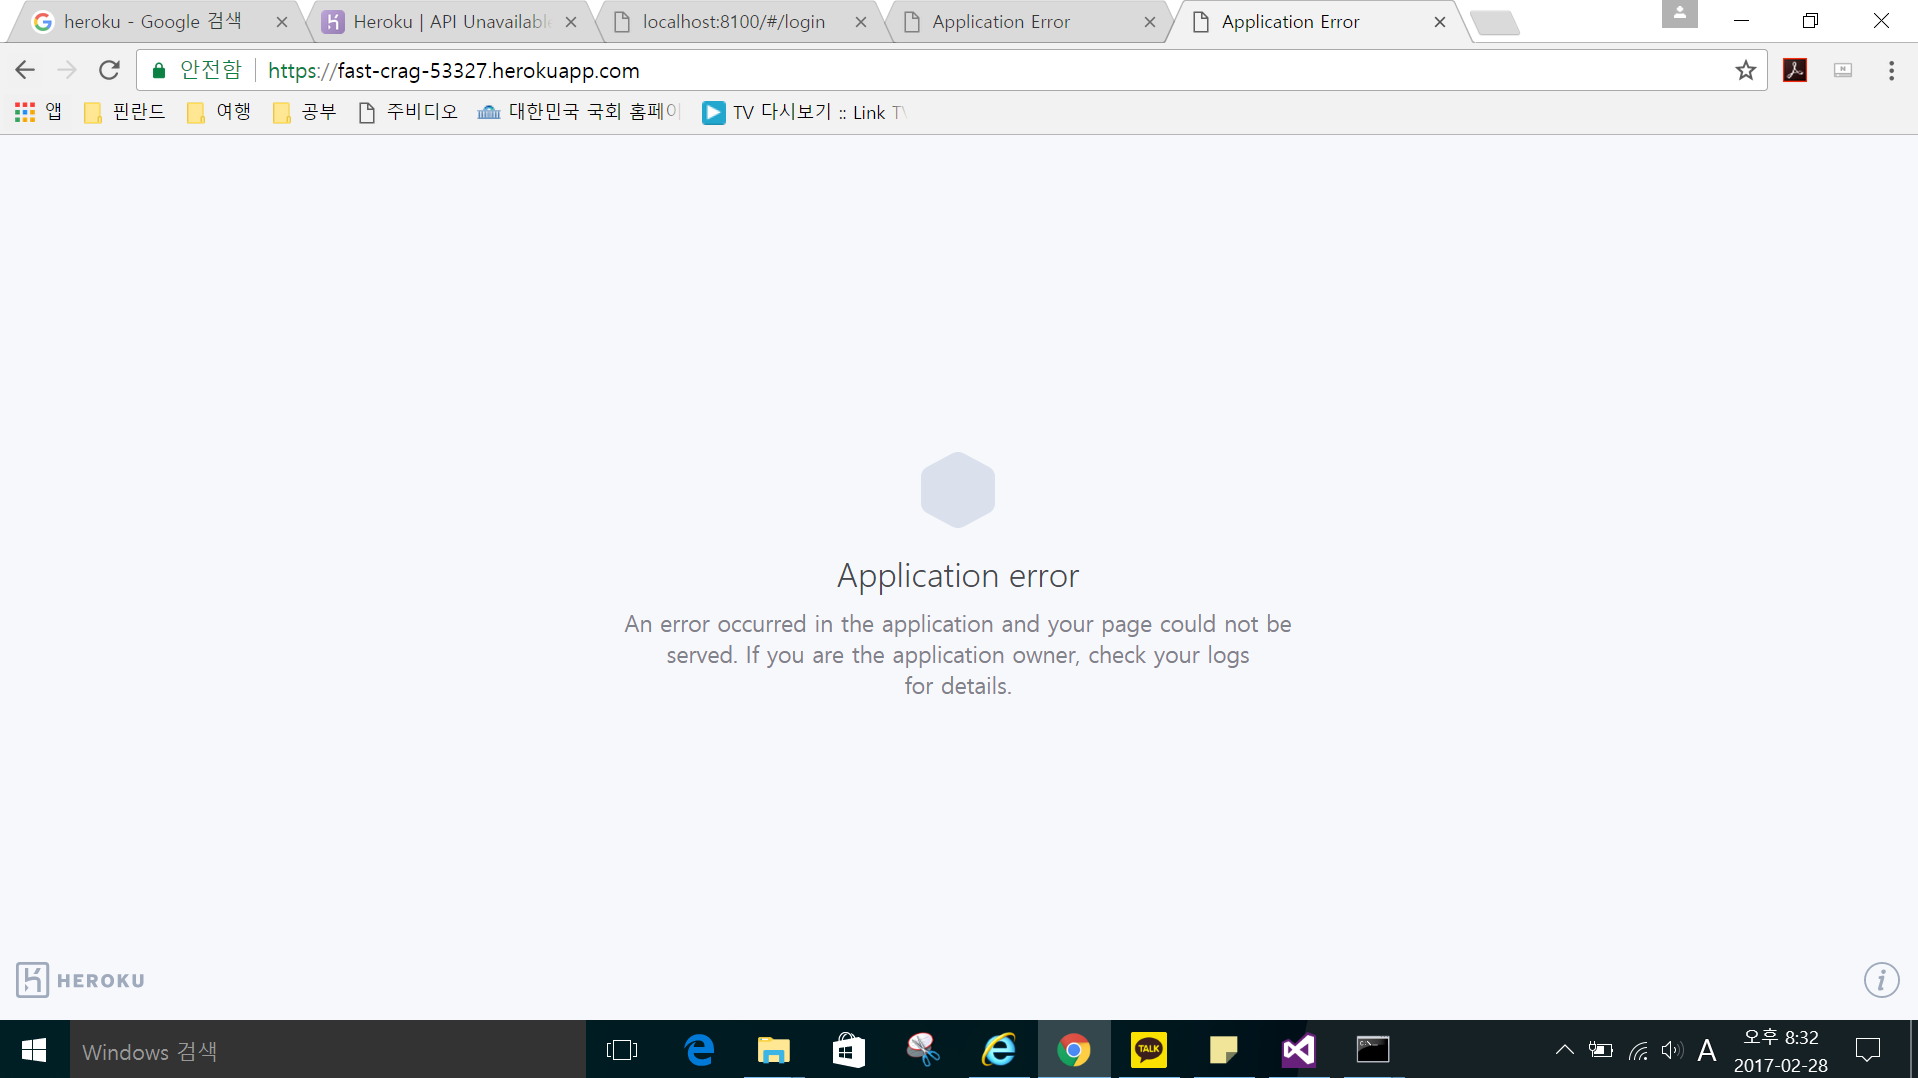 heroku - Google 검색
Heroku | API Unavailable
localhost:8100/#/login
Application Error
Application Error
안전함 https://fast-crag-53327.herokuapp.com
앱 핀란드 여행 공부 주비디오 대한민국 국회 홈페이 TV 다시보기 :: Link TV
Application error
An error occurred in the application and your page could not be
served. If you are the application owner, check your logs
for details.
HEROKU
Windows 검색
TALK
A
오후 8:32
2017-02-28